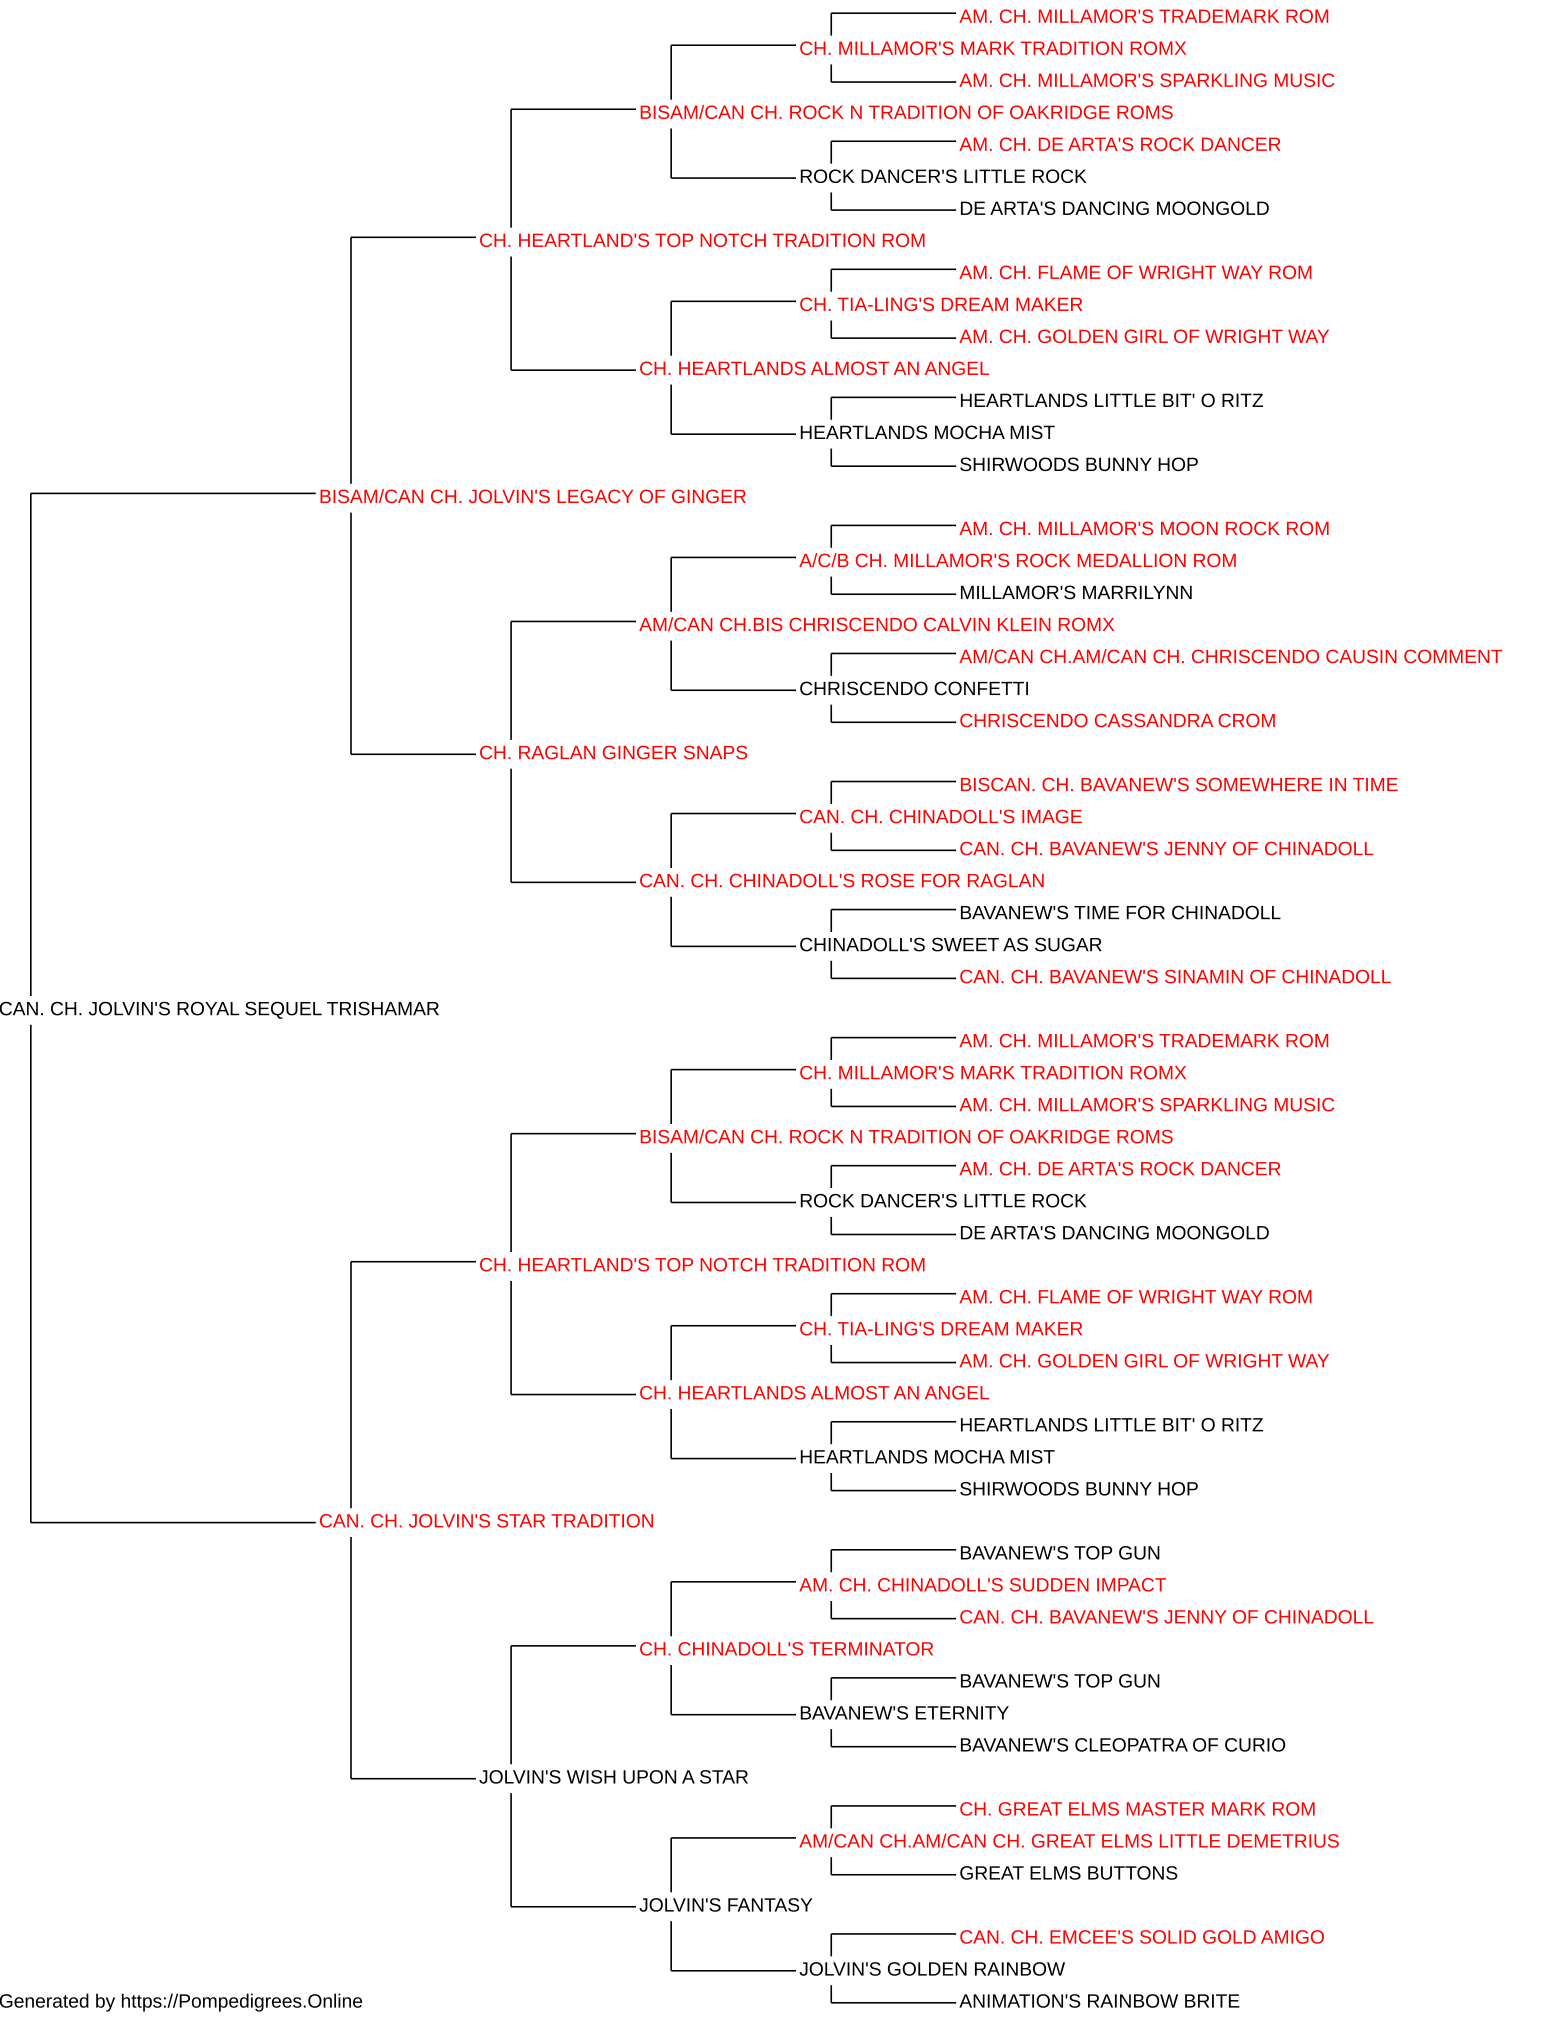 AM. CH. MILLAMOR'S TRADEMARK ROM
CH. MILLAMOR'S MARK TRADITION ROMX
AM. CH. MILLAMOR'S SPARKLING MUSIC
BISAM/CAN CH. ROCK N TRADITION OF OAKRIDGE ROMS
AM. CH. DE ARTA'S ROCK DANCER
ROCK DANCER'S LITTLE ROCK
DE ARTA'S DANCING MOONGOLD
CH. HEARTLAND'S TOP NOTCH TRADITION ROM
AM. CH. FLAME OF WRIGHT WAY ROM
CH. TIA-LING'S DREAM MAKER
AM. CH. GOLDEN GIRL OF WRIGHT WAY
CH. HEARTLANDS ALMOST AN ANGEL
HEARTLANDS LITTLE BIT' O RITZ
HEARTLANDS MOCHA MIST
SHIRWOODS BUNNY HOP
BISAM/CAN CH. JOLVIN'S LEGACY OF GINGER
AM. CH. MILLAMOR'S MOON ROCK ROM
A/C/B CH. MILLAMOR'S ROCK MEDALLION ROM
MILLAMOR'S MARRILYNN
AM/CAN CH.BIS CHRISCENDO CALVIN KLEIN ROMX
AM/CAN CH.AM/CAN CH. CHRISCENDO CAUSIN COMMENT
CHRISCENDO CONFETTI
CHRISCENDO CASSANDRA CROM
CH. RAGLAN GINGER SNAPS
BISCAN. CH. BAVANEW'S SOMEWHERE IN TIME
CAN. CH. CHINADOLL'S IMAGE
CAN. CH. BAVANEW'S JENNY OF CHINADOLL
CAN. CH. CHINADOLL'S ROSE FOR RAGLAN
BAVANEW'S TIME FOR CHINADOLL
CHINADOLL'S SWEET AS SUGAR
CAN. CH. BAVANEW'S SINAMIN OF CHINADOLL
CAN. CH. JOLVIN'S ROYAL SEQUEL TRISHAMAR
AM. CH. MILLAMOR'S TRADEMARK ROM
CH. MILLAMOR'S MARK TRADITION ROMX
AM. CH. MILLAMOR'S SPARKLING MUSIC
BISAM/CAN CH. ROCK N TRADITION OF OAKRIDGE ROMS
AM. CH. DE ARTA'S ROCK DANCER
ROCK DANCER'S LITTLE ROCK
DE ARTA'S DANCING MOONGOLD
CH. HEARTLAND'S TOP NOTCH TRADITION ROM
AM. CH. FLAME OF WRIGHT WAY ROM
CH. TIA-LING'S DREAM MAKER
AM. CH. GOLDEN GIRL OF WRIGHT WAY
CH. HEARTLANDS ALMOST AN ANGEL
HEARTLANDS LITTLE BIT' O RITZ
HEARTLANDS MOCHA MIST
SHIRWOODS BUNNY HOP
CAN. CH. JOLVIN'S STAR TRADITION
BAVANEW'S TOP GUN
AM. CH. CHINADOLL'S SUDDEN IMPACT
CAN. CH. BAVANEW'S JENNY OF CHINADOLL
CH. CHINADOLL'S TERMINATOR
BAVANEW'S TOP GUN
BAVANEW'S ETERNITY
BAVANEW'S CLEOPATRA OF CURIO
JOLVIN'S WISH UPON A STAR
CH. GREAT ELMS MASTER MARK ROM
AM/CAN CH.AM/CAN CH. GREAT ELMS LITTLE DEMETRIUS
GREAT ELMS BUTTONS
JOLVIN'S FANTASY
CAN. CH. EMCEE'S SOLID GOLD AMIGO
JOLVIN'S GOLDEN RAINBOW
ANIMATION'S RAINBOW BRITE
Generated by https://Pompedigrees.Online